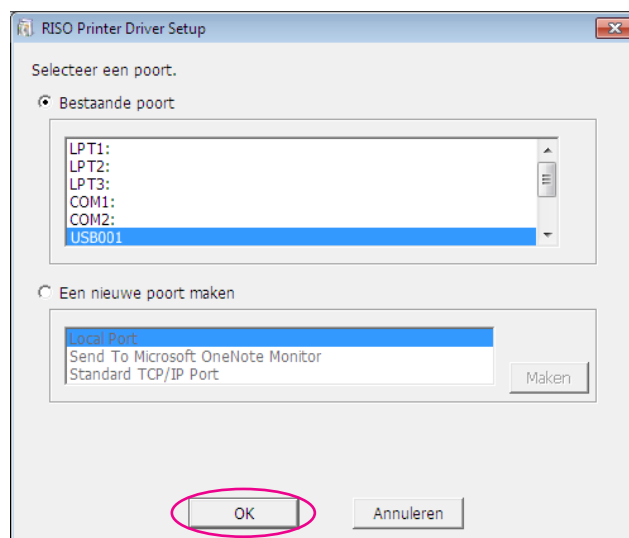 RISO Printer Driver Setup
Selecteer een poort.
Bestaande poort
LPT1:
LPT2:
LPT3:
COM1:
COM2:
USB001
Een nieuwe poort maken
Local Port
Send To Microsoft OneNote Monitor
Standard TCP/IP Port
Maken
OK
Annuleren